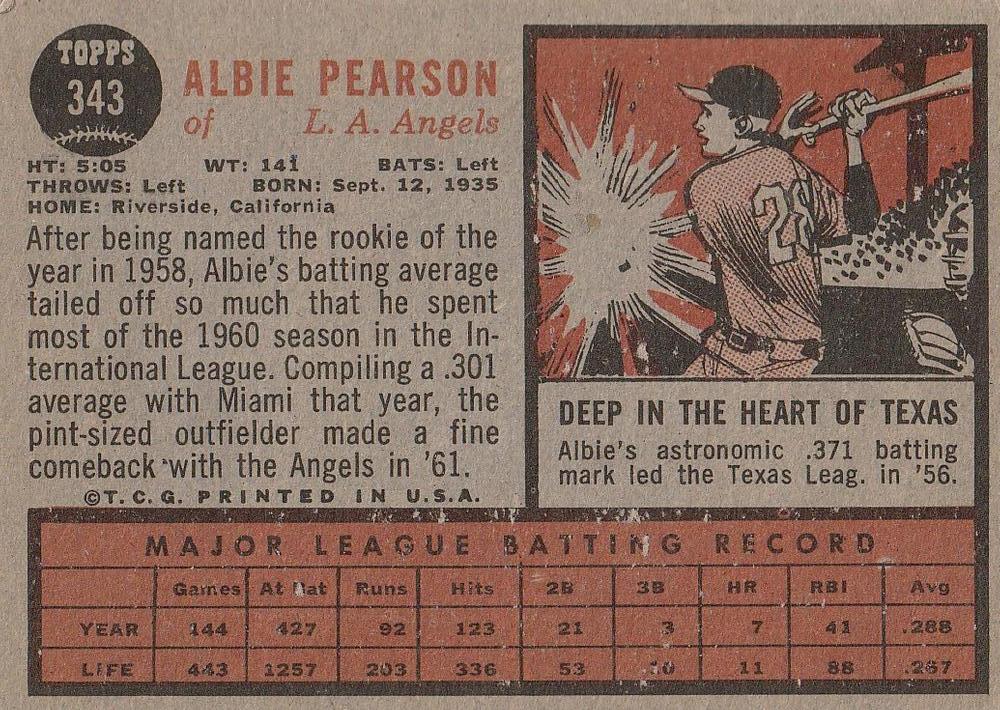 TOPPS
343
ALBIE PEARSON
of L. A. Angels
HT: 5:05 WT: 141 BATS: Left
THROWS: Left BORN: Sept. 12, 1935
HOME: Riverside, California
After being named the rookie of the
year in 1958, Albie's batting average
tailed off so much that he spent
most of the 1960 season in the In-
ternational League. Compiling a .301
average with Miami that year, the
pint-sized outfielder made a fine
comeback with the Angels in '61.
©T.C.G. PRINTED IN U.S.A.
DEEP IN THE HEART OF TEXAS
Albie's astronomic .371 batting
mark led the Texas Leag. in '56.
MAJOR LEAGUE BATTING RECORD
Games At Bat Runs Hits 2B 3B HR RBI Avg
YEAR 144 427 92 123 21 3 7 41 .288
LIFE 443 1257 203 336 53 10 11 88 .267